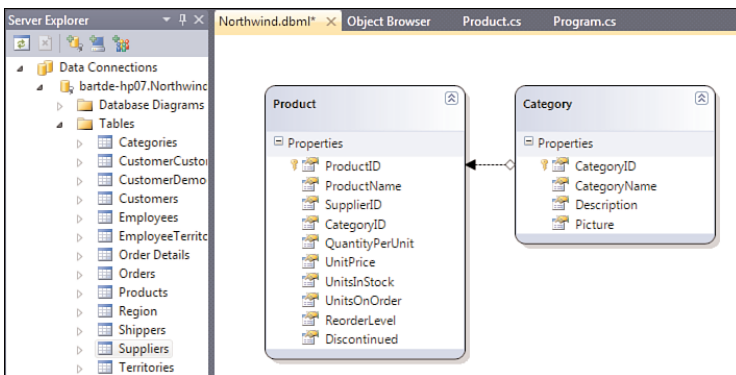 Server Explorer
Data Connections
bartde-hp07.Northwinc
Database Diagrams
Tables
Categories
CustomerCustor
CustomerDemo
Customers
Employees
EmployeeTerrito
Order Details
Orders
Products
Region
Shippers
Suppliers
Territories
Northwind.dbml* Object Browser Product.cs Program.cs
Product
Properties
ProductID
ProductName
SupplierID
CategoryID
QuantityPerUnit
UnitPrice
UnitsInStock
UnitsOnOrder
ReorderLevel
Discontinued
Category
Properties
CategoryID
CategoryName
Description
Picture